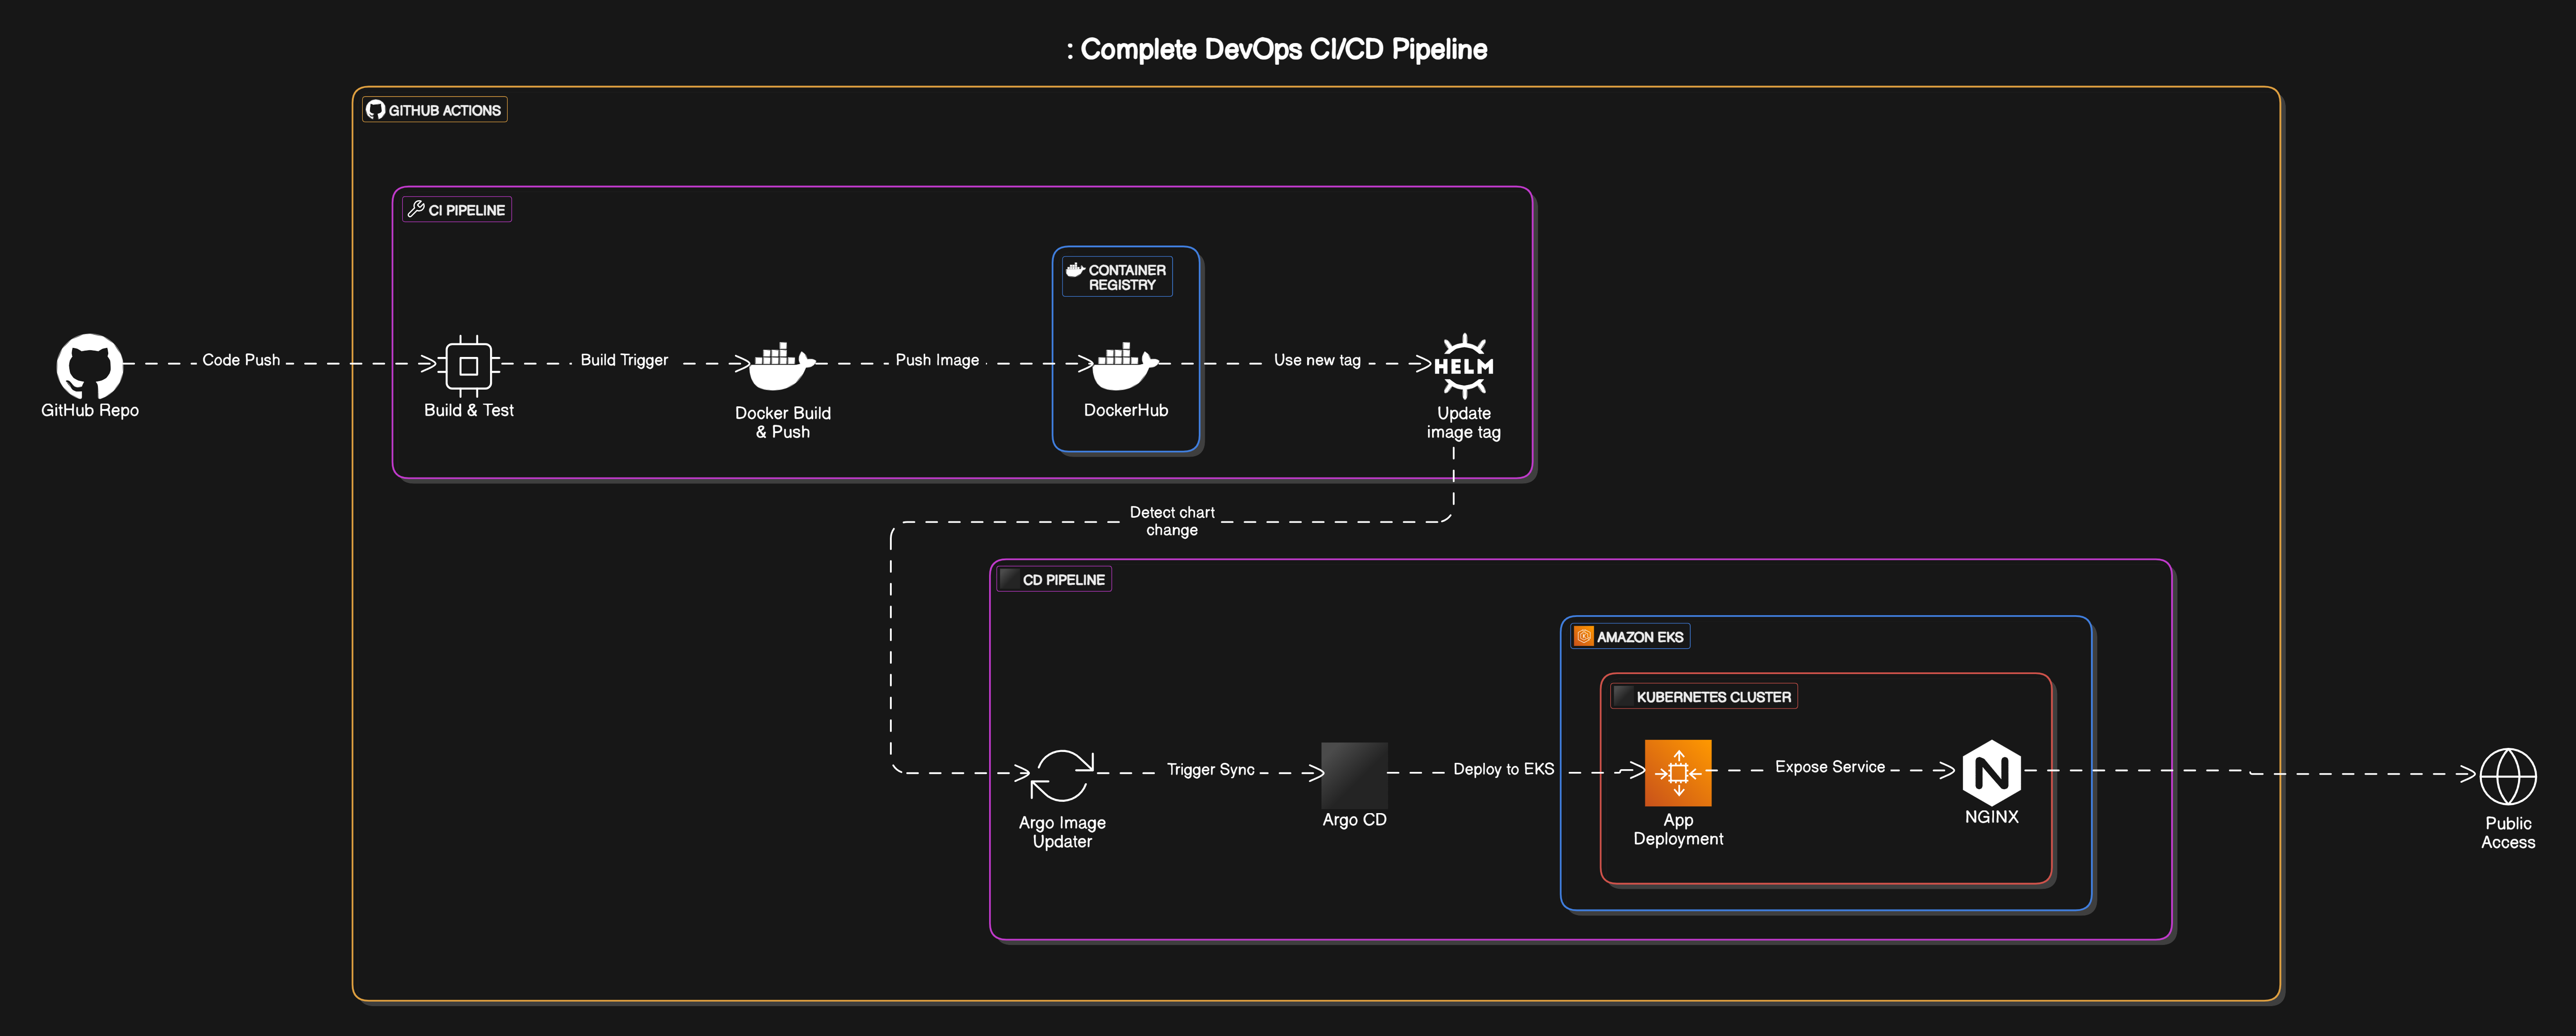 : Complete DevOps CI/CD Pipeline
GITHUB ACTIONS
CI PIPELINE
CONTAINER
REGISTRY
Code Push
Build Trigger
Push Image
Use new tag
HELM
GitHub Repo
Build & Test
Docker Build
& Push
DockerHub
Update
image tag
Detect chart
change
CD PIPELINE
AMAZON EKS
KUBERNETES CLUSTER
Trigger Sync
Deploy to EKS
Expose Service
N
Argo Image
Updater
Argo CD
App
Deployment
NGINX
Public
Access